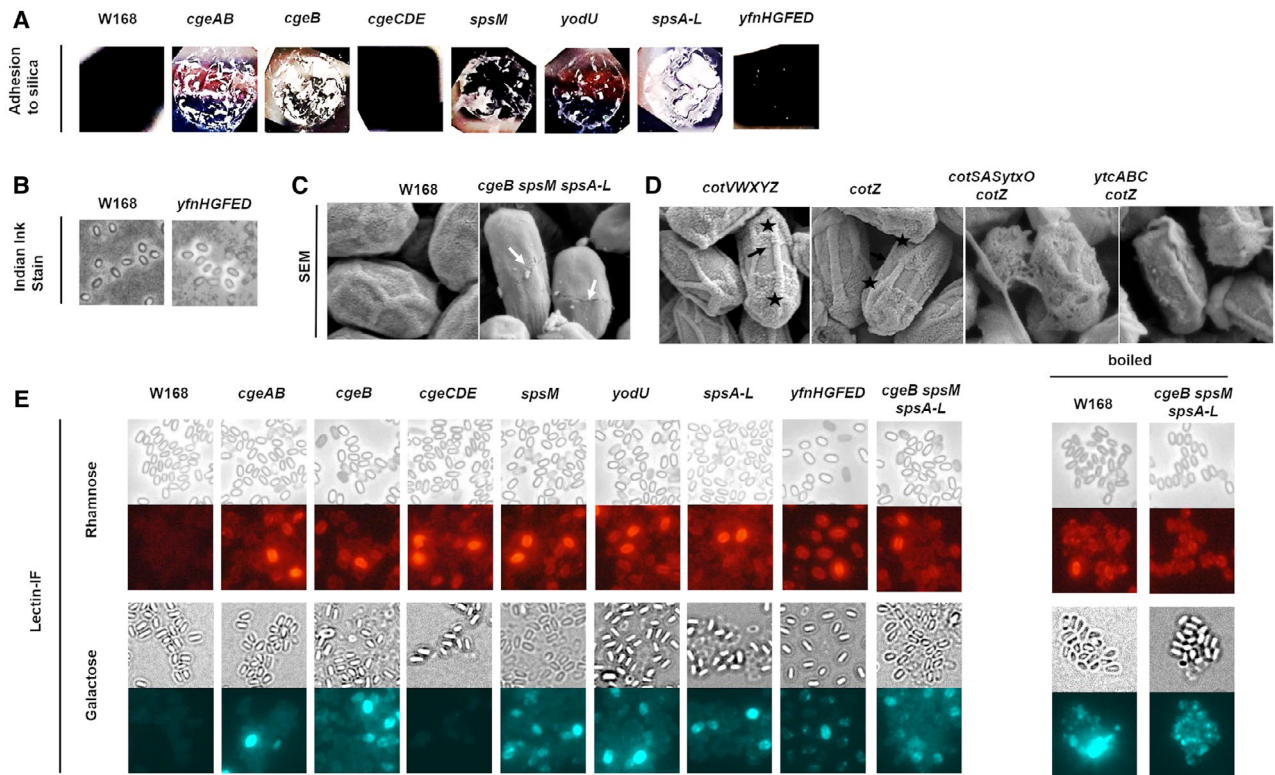 A
W168 cgeAB cgeB cgeCDE spsM yodU spsA-L yfnHGFED
Adhesion
to silica
B
W168 yfnHGFED
Indian Ink
Stain
C
W168 cgeB spsM spsA-L
SEM
D
cotVWXYZ cotZ cotSASytxO ytcABC
cotZ cotZ
boiled
E
W168 cgeAB cgeB cgeCDE spsM yodU spsA-L yfnHGFED cgeB spsM
spsA-L
W168 cgeB spsM
spsA-L
Lectin-IF
Rhamnose
Galactose